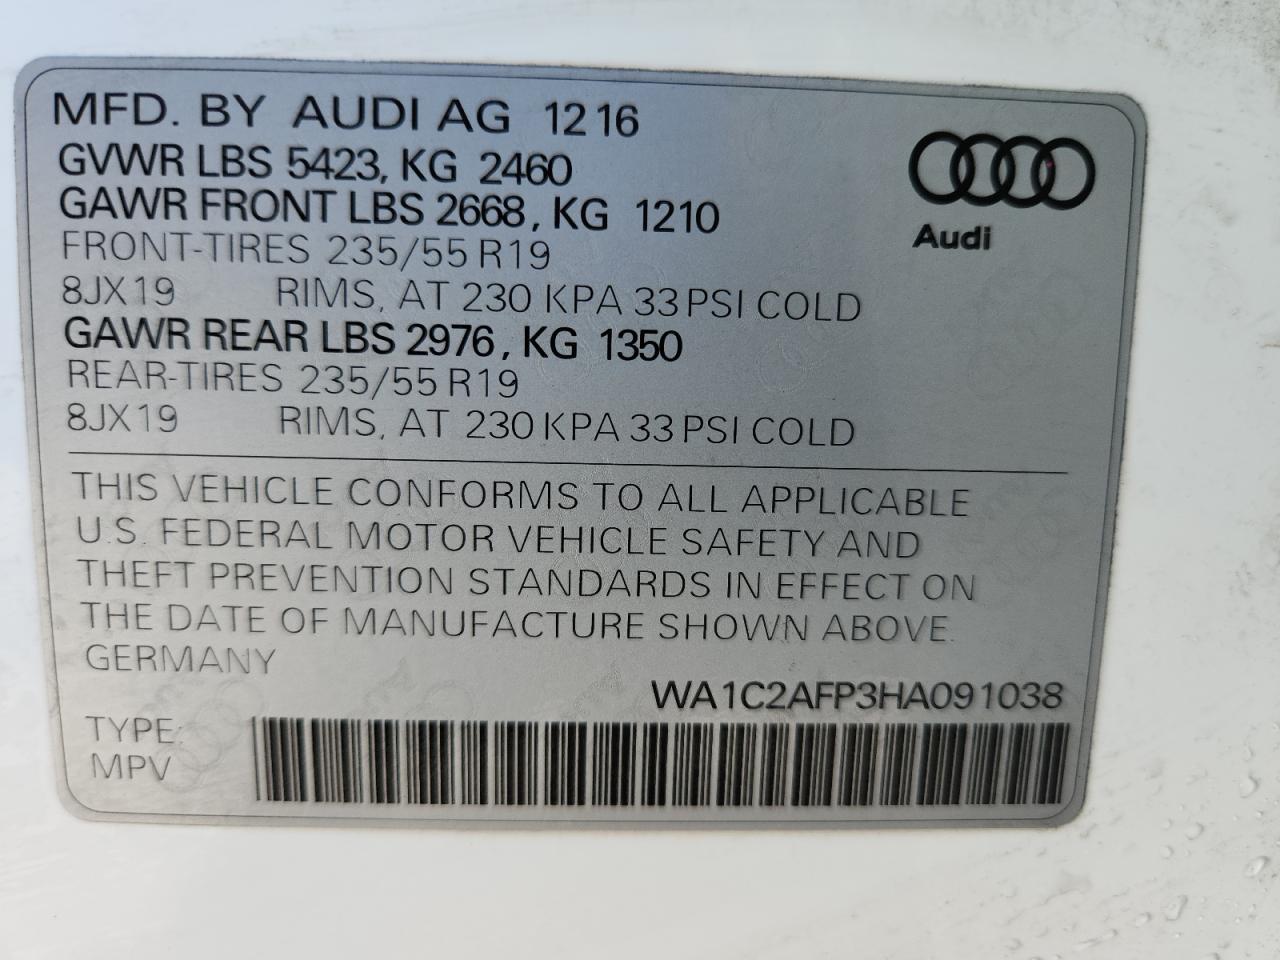 MFD. BY AUDI AG 12 16
GVWR LBS 5423, KG 2460
GAWR FRONT LBS 2668, KG 1210
FRONT-TIRES 235/55 R19
8JX19 RIMS, AT 230 KPA 33 PSI COLD
GAWR REAR LBS 2976, KG 1350
REAR-TIRES 235/55 R19
8JX19 RIMS, AT 230 KPA 33 PSI COLD
Audi
THIS VEHICLE CONFORMS TO ALL APPLICABLE
U.S. FEDERAL MOTOR VEHICLE SAFETY AND
THEFT PREVENTION STANDARDS IN EFFECT ON
THE DATE OF MANUFACTURE SHOWN ABOVE.
GERMANY
WA1C2AFP3HA091038
TYPE:
MPV